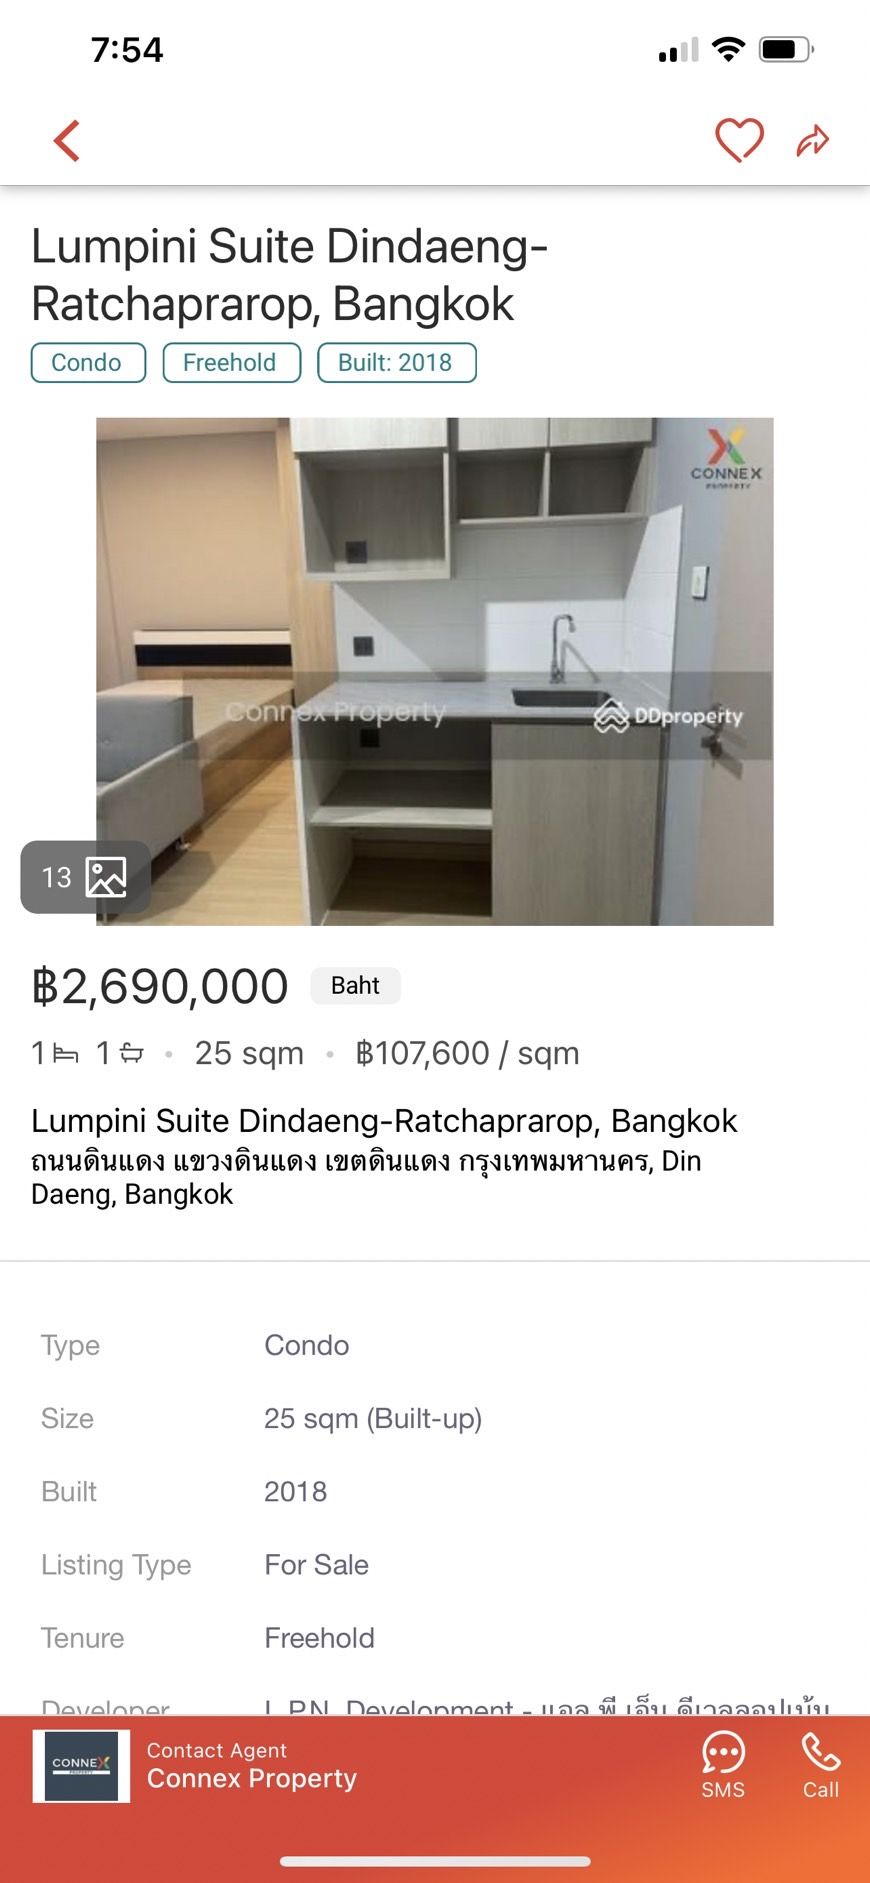 7:54
Lumpini Suite Dindaeng-
Ratchaprarop, Bangkok
Condo Freehold Built: 2018
CONNEX
PROPERTY
Connex Property DDproperty
13
฿2,690,000 Baht
1 1 • 25 sqm • ฿107,600 / sqm
Lumpini Suite Dindaeng-Ratchaprarop, Bangkok
ถนนดินแดง แขวงดินแดง เขตดินแดง กรุงเทพมหานคร, Din
Daeng, Bangkok
Type Condo
Size 25 sqm (Built-up)
Built 2018
Listing Type For Sale
Tenure Freehold
Developer L.P.N. Development - แอล.พี.เอ็น.ดีเวลลอปเม้น
CONNEX
PROPERTY
Contact Agent
Connex Property
SMS Call